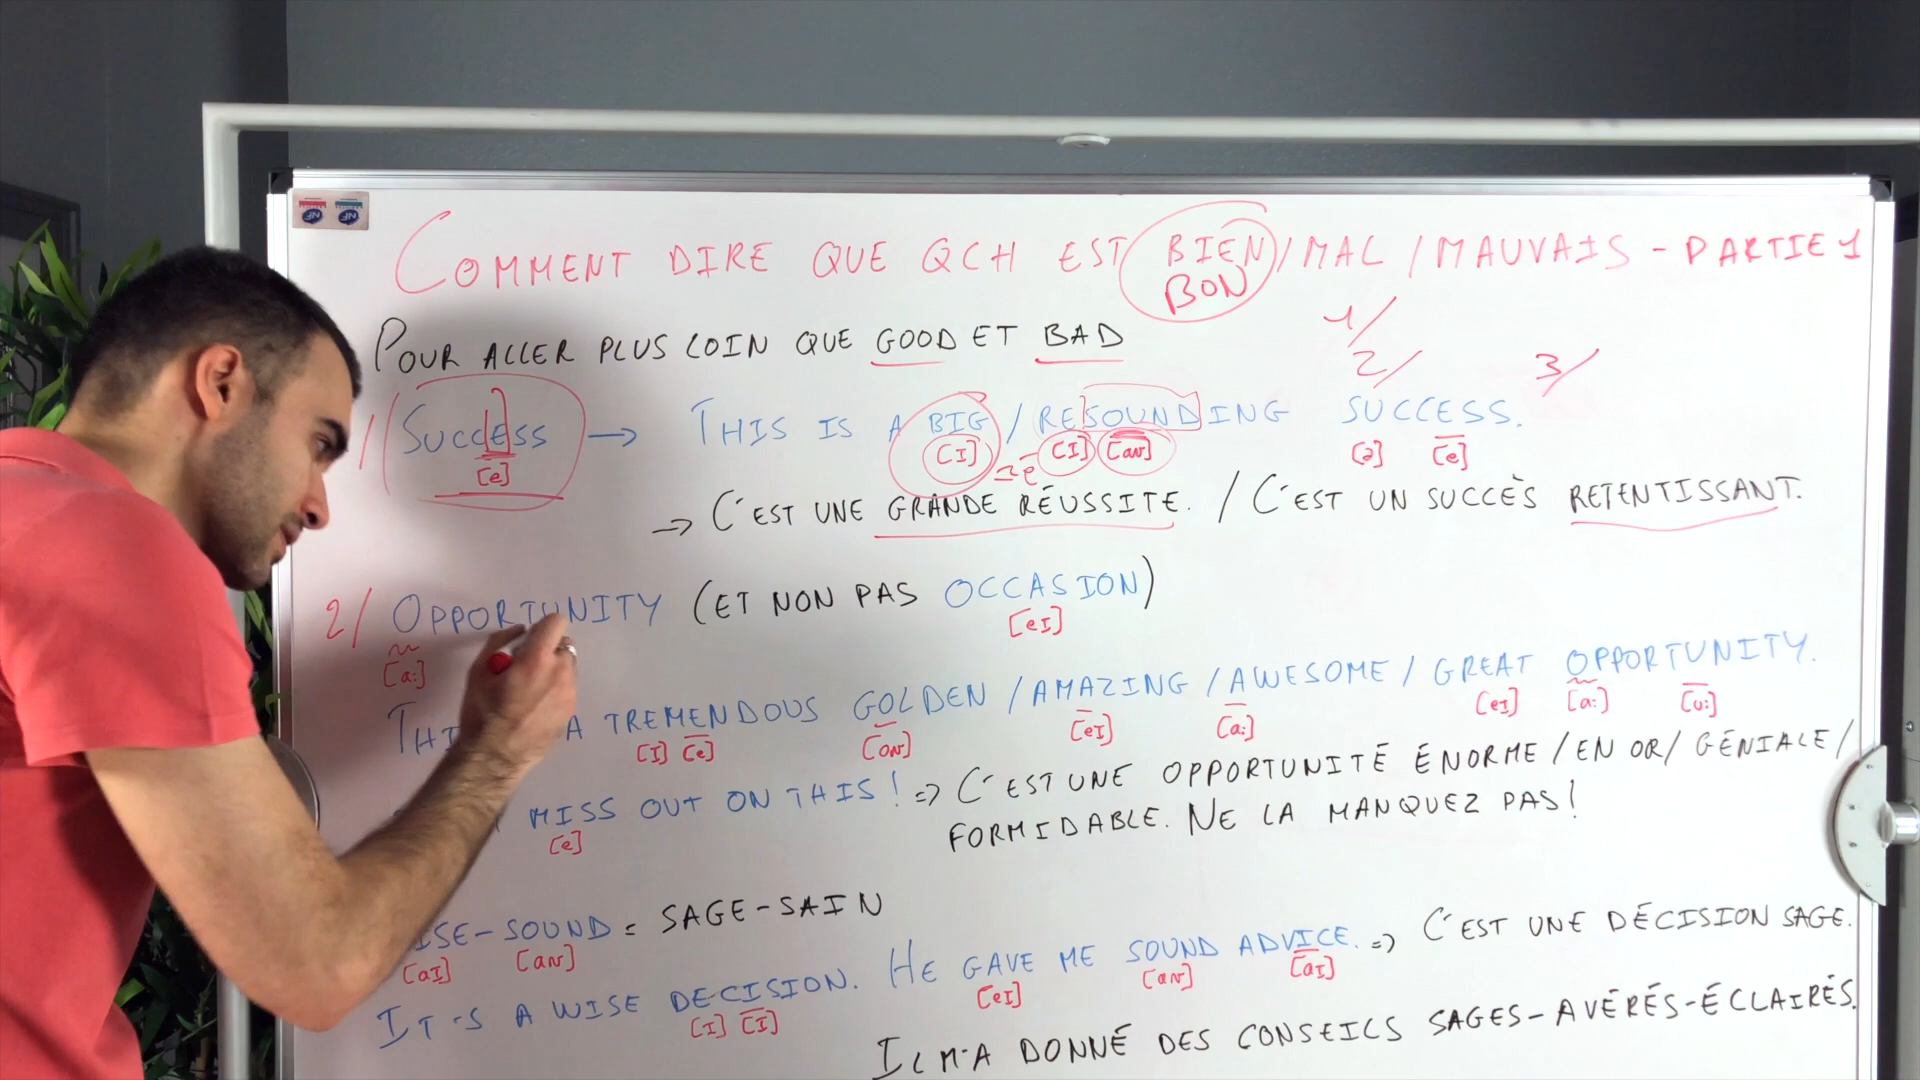 COMMENT DIRE QUE QCH EST BIEN/MAL/MAUVAIS - PARTIE 1
BON
POUR ALLER PLUS LOIN QUE GOOD ET BAD
1/ 2/ 3/
1/ SUCCESS → THIS IS A BIG / RESOUNDING SUCCESS.
[e] [I] ≈é [I] [aʊ] [ə] [e]
→ C'EST UNE GRANDE RÉUSSITE. / C'EST UN SUCCÈS RETENTISSANT.
2/ OPPORTUNITY (ET NON PAS OCCASION)
[a:] [eI]
A TREMENDOUS GOLDEN / AMAZING / AWESOME / GREAT OPPORTUNITY.
[I] [e] [oʊ] [eI] [a:] [eI] [a:] [u:]
MISS OUT ON THIS! => C'EST UNE OPPORTUNITÉ ÉNORME / EN OR / GÉNIALE /
[e]
FORMIDABLE. NE LA MANQUEZ PAS!
ISE - SOUND = SAGE - SAIN
[aI] [aʊ]
IT'S A WISE DECISION. HE GAVE ME SOUND ADVICE. => C'EST UNE DÉCISION SAGE.
[I] [I] [eI] [aʊ] [aI]
IL M'A DONNÉ DES CONSEILS SAGES - AVÉRÉS - ÉCLAIRÉS.
NF NF